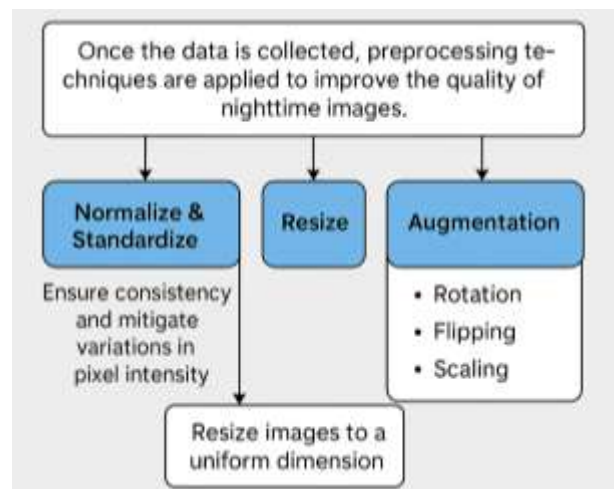 Once the data is collected, preprocessing te-
chniques are applied to improve the quality of
nighttime images.
Normalize &
Standardize
Resize
Augmentation
Ensure consistency
and mitigate
variations in
pixel intensity
• Rotation
• Flipping
• Scaling
Resize images to a
uniform dimension